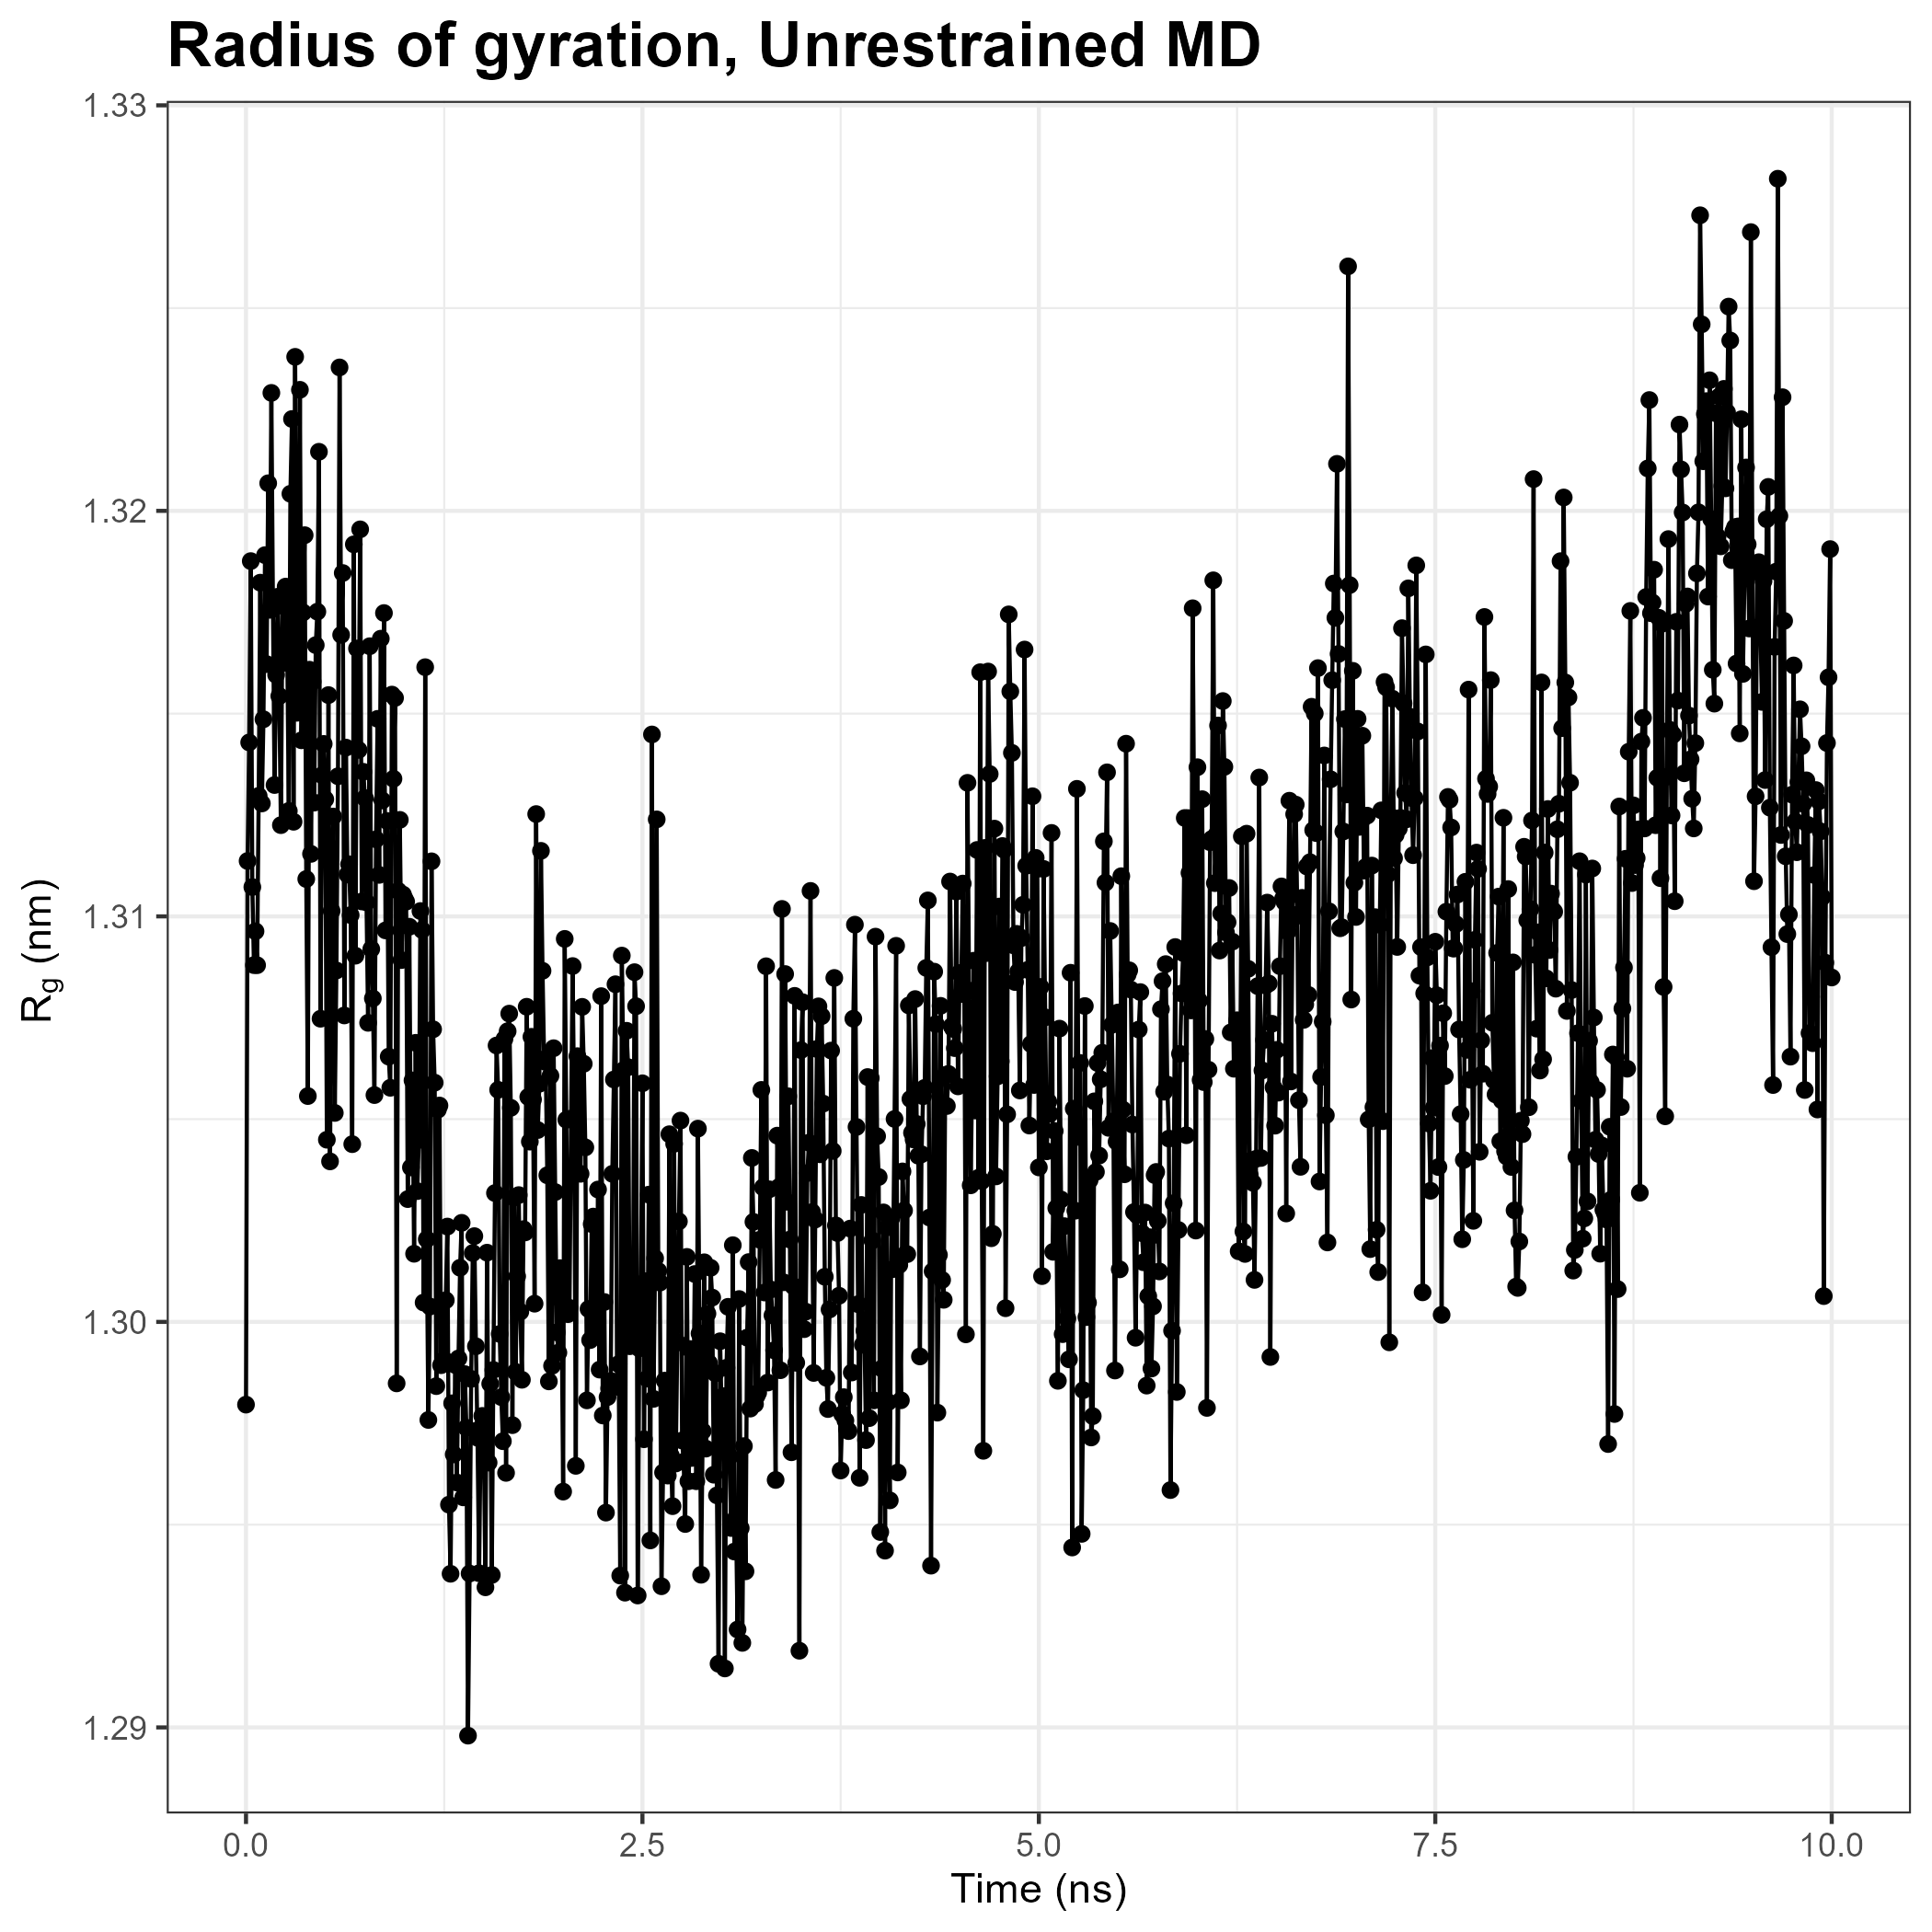 Radius of gyration, Unrestrained MD
1.33
1.32
1.31
1.30
1.29
Rg (nm)
0.0 2.5 5.0 7.5 10.0
Time (ns)